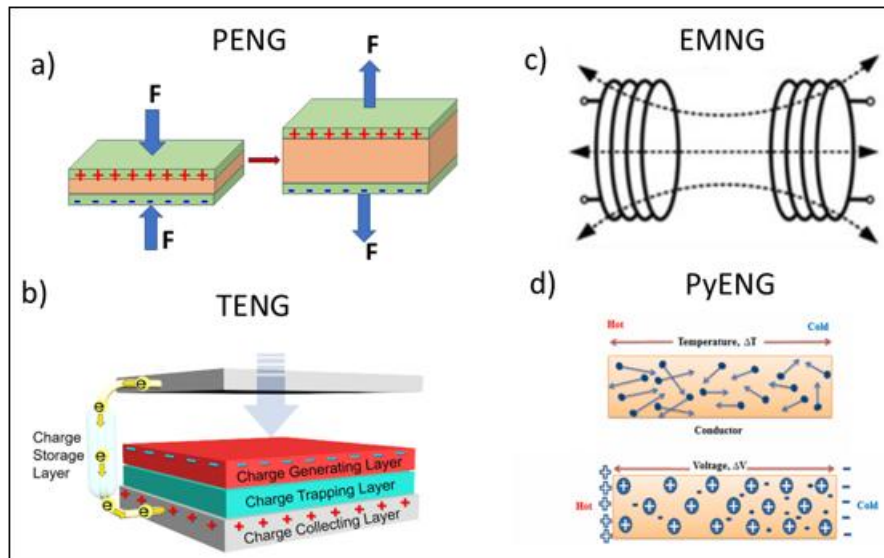 PENG
a)
F
F
F
+ + + + + + + + +
- - - - - - - - -
F
+ + + + + + + + +
- - - - - - - - -
EMNG
c)
b)
TENG
e
e
e
e
e
Charge
Storage
Layer
Charge Generating Layer
Charge Trapping Layer
Charge Collecting Layer
d)
PyENG
Hot
Cold
Temperature, ΔT
Conductor
Voltage, ΔV
Hot
Cold